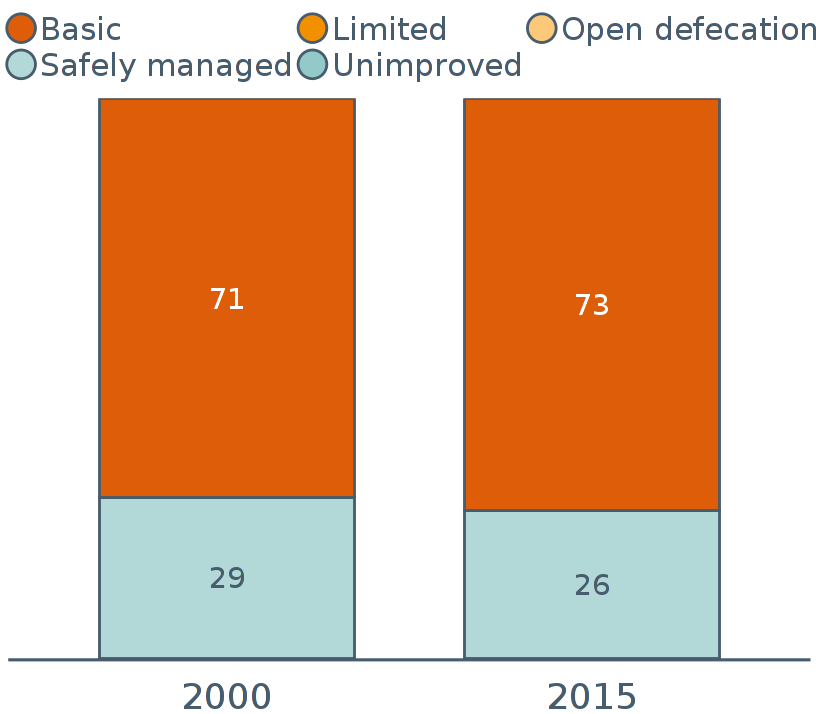 Basic Limited Open defecation
Safely managed Unimproved
71 73
29 26
2000 2015